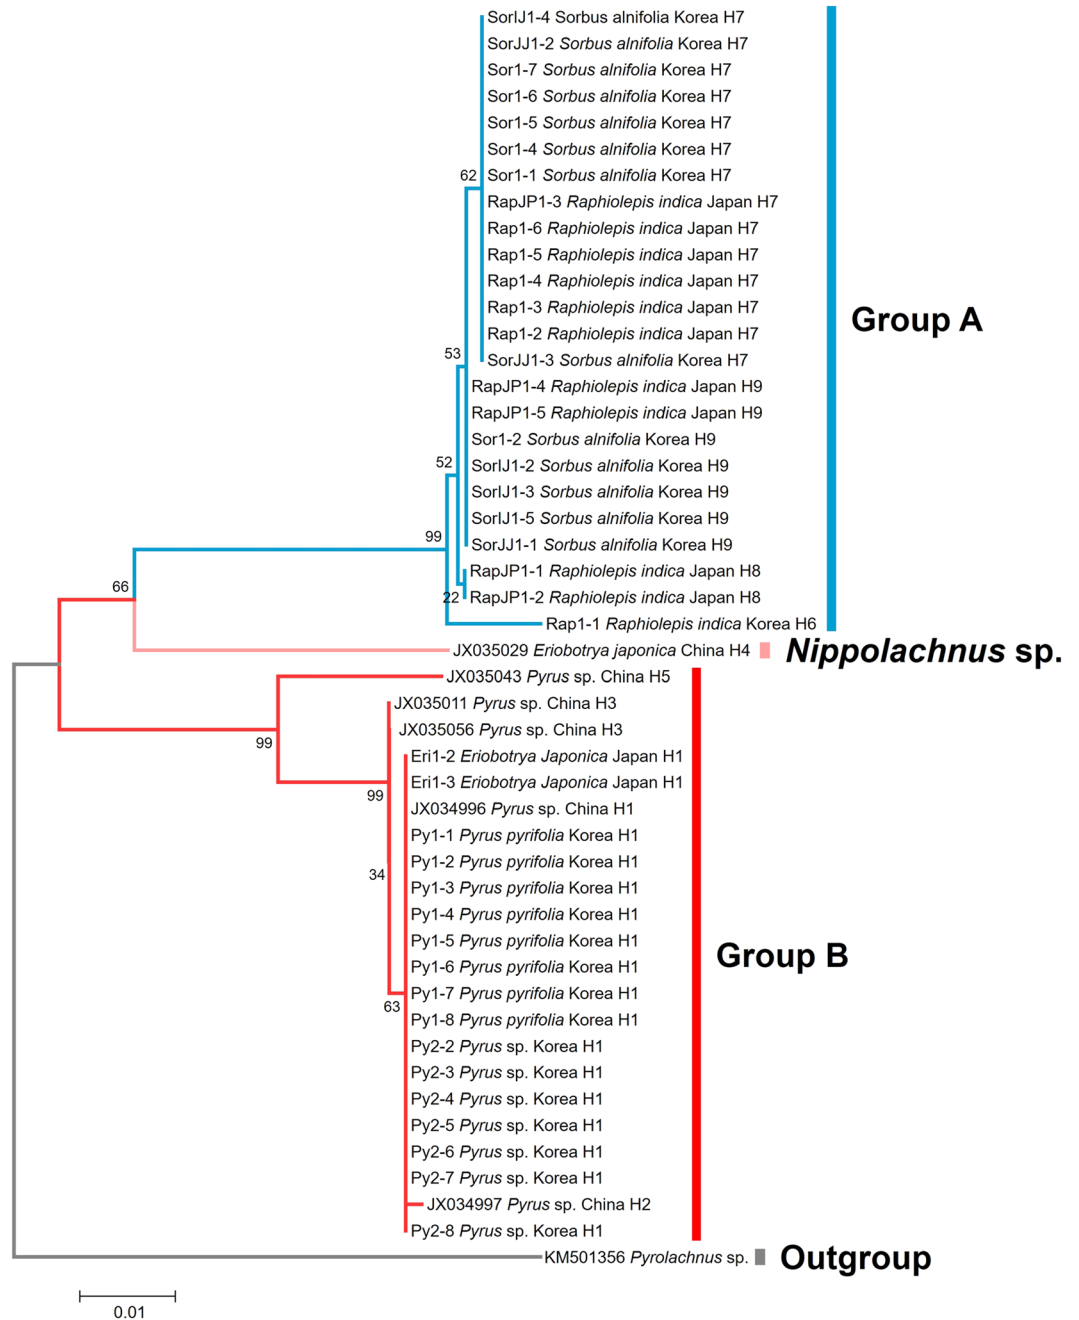 SorIJ1-4 Sorbus alnifolia Korea H7
SorJJ1-2 Sorbus alnifolia Korea H7
Sor1-7 Sorbus alnifolia Korea H7
Sor1-6 Sorbus alnifolia Korea H7
Sor1-5 Sorbus alnifolia Korea H7
Sor1-4 Sorbus alnifolia Korea H7
62 Sor1-1 Sorbus alnifolia Korea H7
RapJP1-3 Raphiolepis indica Japan H7
Rap1-6 Raphiolepis indica Japan H7
Rap1-5 Raphiolepis indica Japan H7
Rap1-4 Raphiolepis indica Japan H7
Rap1-3 Raphiolepis indica Japan H7
Group A
Rap1-2 Raphiolepis indica Japan H7
53 SorJJ1-3 Sorbus alnifolia Korea H7
RapJP1-4 Raphiolepis indica Japan H9
RapJP1-5 Raphiolepis indica Japan H9
Sor1-2 Sorbus alnifolia Korea H9
52 SorIJ1-2 Sorbus alnifolia Korea H9
SorIJ1-3 Sorbus alnifolia Korea H9
SorIJ1-5 Sorbus alnifolia Korea H9
99 SorJJ1-1 Sorbus alnifolia Korea H9
RapJP1-1 Raphiolepis indica Japan H8
66
22 RapJP1-2 Raphiolepis indica Japan H8
Rap1-1 Raphiolepis indica Korea H6
JX035029 Eriobotrya japonica China H4 Nippolachnus sp.
JX035043 Pyrus sp. China H5
JX035011 Pyrus sp. China H3
JX035056 Pyrus sp. China H3
99 Eri1-2 Eriobotrya Japonica Japan H1
Eri1-3 Eriobotrya Japonica Japan H1
99 JX034996 Pyrus sp. China H1
Py1-1 Pyrus pyrifolia Korea H1
Py1-2 Pyrus pyrifolia Korea H1
34 Py1-3 Pyrus pyrifolia Korea H1
Py1-4 Pyrus pyrifolia Korea H1
Py1-5 Pyrus pyrifolia Korea H1
Group B
Py1-6 Pyrus pyrifolia Korea H1
Py1-7 Pyrus pyrifolia Korea H1
63 Py1-8 Pyrus pyrifolia Korea H1
Py2-2 Pyrus sp. Korea H1
Py2-3 Pyrus sp. Korea H1
Py2-4 Pyrus sp. Korea H1
Py2-5 Pyrus sp. Korea H1
Py2-6 Pyrus sp. Korea H1
Py2-7 Pyrus sp. Korea H1
JX034997 Pyrus sp. China H2
Py2-8 Pyrus sp. Korea H1
KM501356 Pyrolachnus sp. Outgroup
0.01